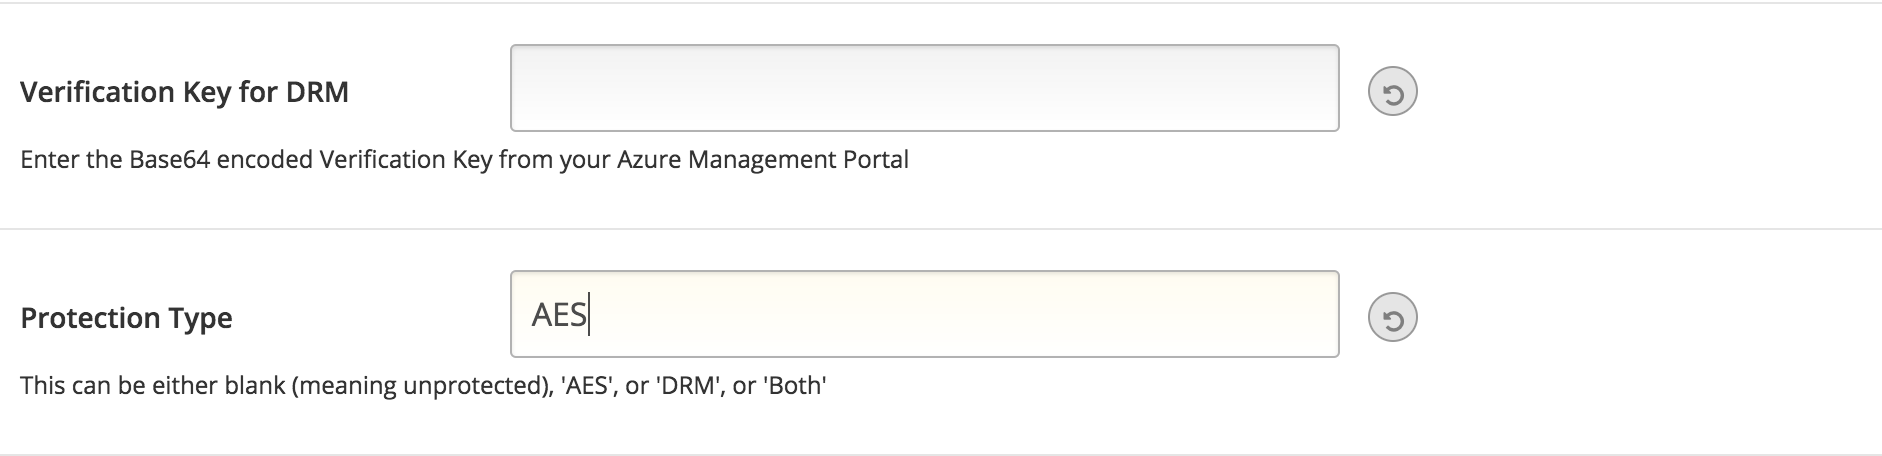 Verification Key for DRM
Enter the Base64 encoded Verification Key from your Azure Management Portal
Protection Type
AES
This can be either blank (meaning unprotected), 'AES', or 'DRM', or 'Both'